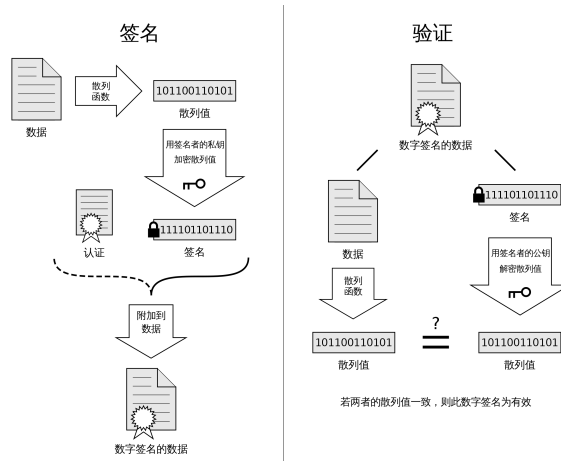 签名
散列
函数
101100110101
散列值
数据
用签名者的私钥
加密散列值
认证
111101101110
签名
附加到
数据
数字签名的数据
验证
数字签名的数据
数据
111101101110
签名
散列
函数
用签名者的公钥
解密散列值
101100110101
散列值
?
101100110101
散列值
若两者的散列值一致，则此数字签名为有效